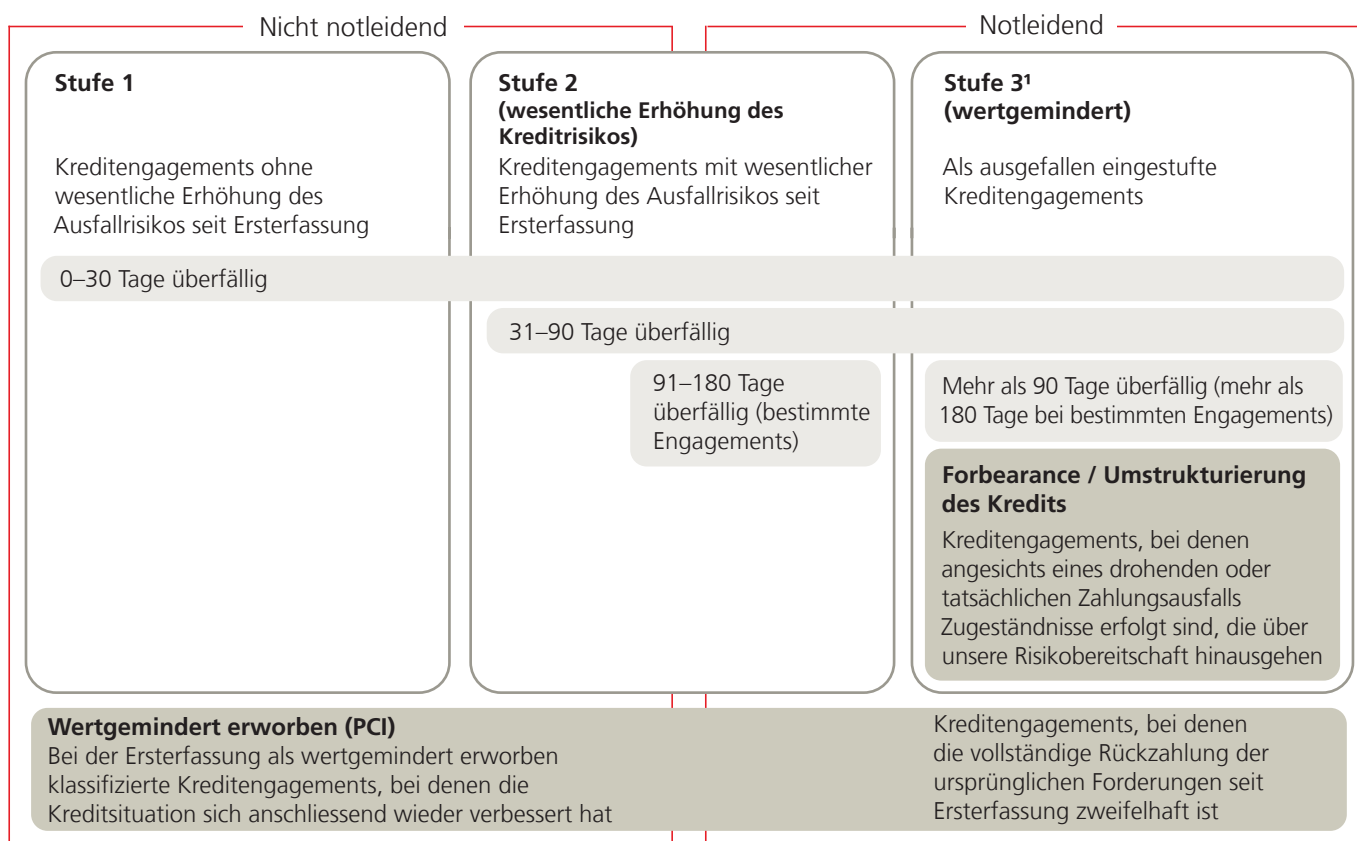 Nicht notleidend
Notleidend
Stufe 1
Kreditengagements ohne
wesentliche Erhöhung des
Ausfallrisikos seit Ersterfassung
Stufe 2
(wesentliche Erhöhung des
Kreditrisikos)
Kreditengagements mit wesentlicher
Erhöhung des Ausfallrisikos seit
Ersterfassung
Stufe 3¹
(wertgemindert)
Als ausgefallen eingestufte
Kreditengagements
0–30 Tage überfällig
31–90 Tage überfällig
91–180 Tage
überfällig (bestimmte
Engagements)
Mehr als 90 Tage überfällig (mehr als
180 Tage bei bestimmten Engagements)
Forbearance / Umstrukturierung
des Kredits
Kreditengagements, bei denen
angesichts eines drohenden oder
tatsächlichen Zahlungsausfalls
Zugeständnisse erfolgt sind, die über
unsere Risikobereitschaft hinausgehen
Wertgemindert erworben (PCI)
Bei der Ersterfassung als wertgemindert erworben
klassifizierte Kreditengagements, bei denen die
Kreditsituation sich anschliessend wieder verbessert hat
Kreditengagements, bei denen
die vollständige Rückzahlung der
ursprünglichen Forderungen seit
Ersterfassung zweifelhaft ist